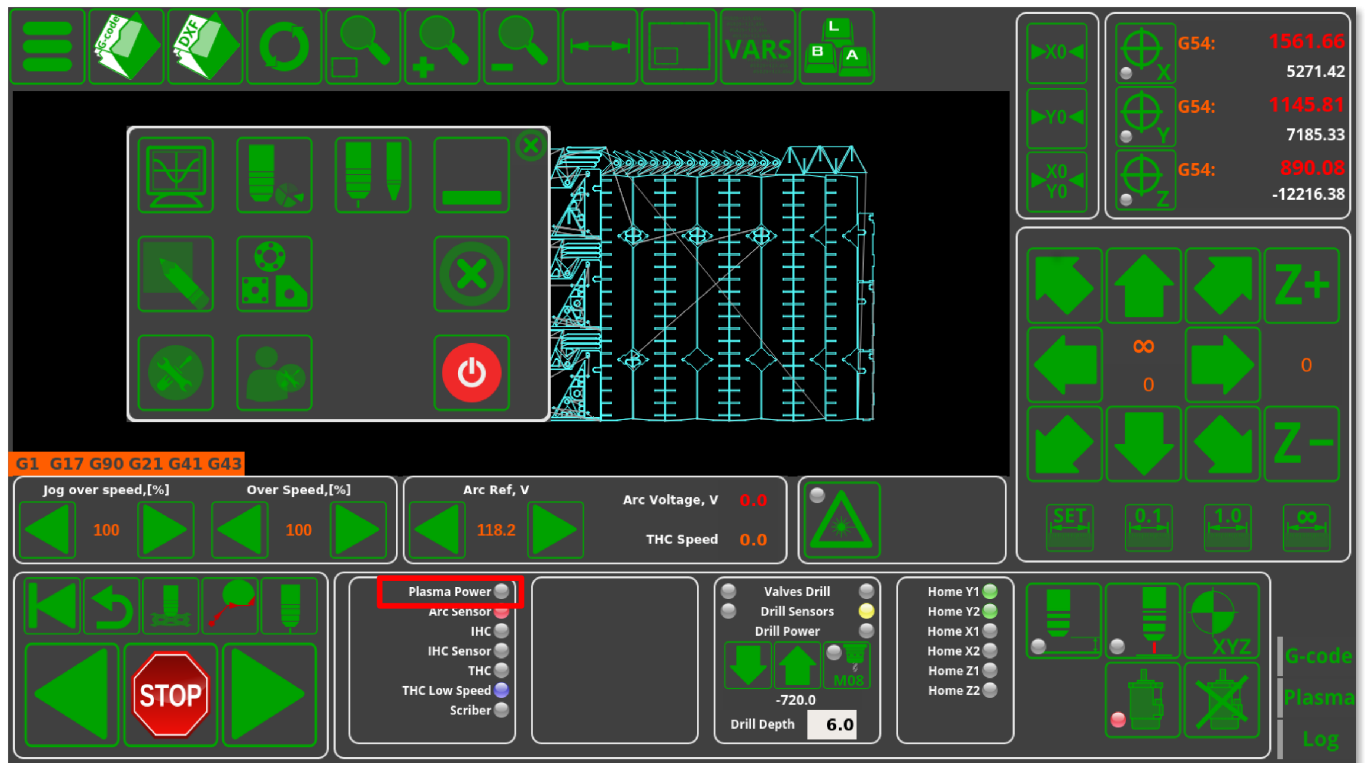 G-code
DXF
VARS
L
B A
X0
Y0
X0
Y0
X
G54: 1561.66
5271.42
Y
G54: 1145.81
7185.33
Z
G54: 890.08
-12216.38
G1 G17 G90 G21 G41 G43
Z+
∞
0
0
Z-
SET 0.1 1.0 ∞
Jog over speed,[%] Over Speed,[%]
100 100
Arc Ref, V
118.2
Arc Voltage, V 0.0
THC Speed 0.0
STOP
Plasma Power
Arc Sensor
IHC
IHC Sensor
THC
THC Low Speed
Scriber
Valves Drill
Drill Sensors
Drill Power
M08
-720.0
Drill Depth 6.0
Home Y1
Home Y2
Home X1
Home X2
Home Z1
Home Z2
XYZ
G-code
Plasma
Log